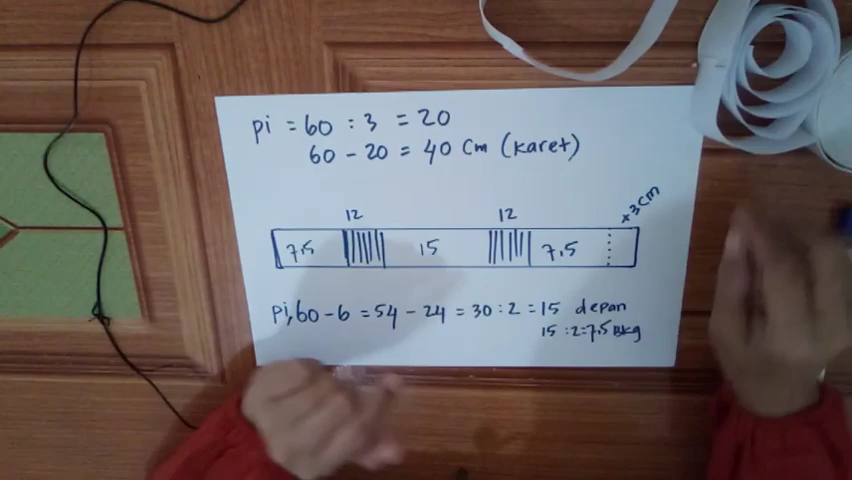 pi = 60 : 3 = 20
60 - 20 = 40 cm (karet)
+3cm
12 12
7.5 15 7.5
pi, 60 - 6 = 54 - 24 = 30 : 2 = 15 depan
15 : 2 = 7.5 Bkg